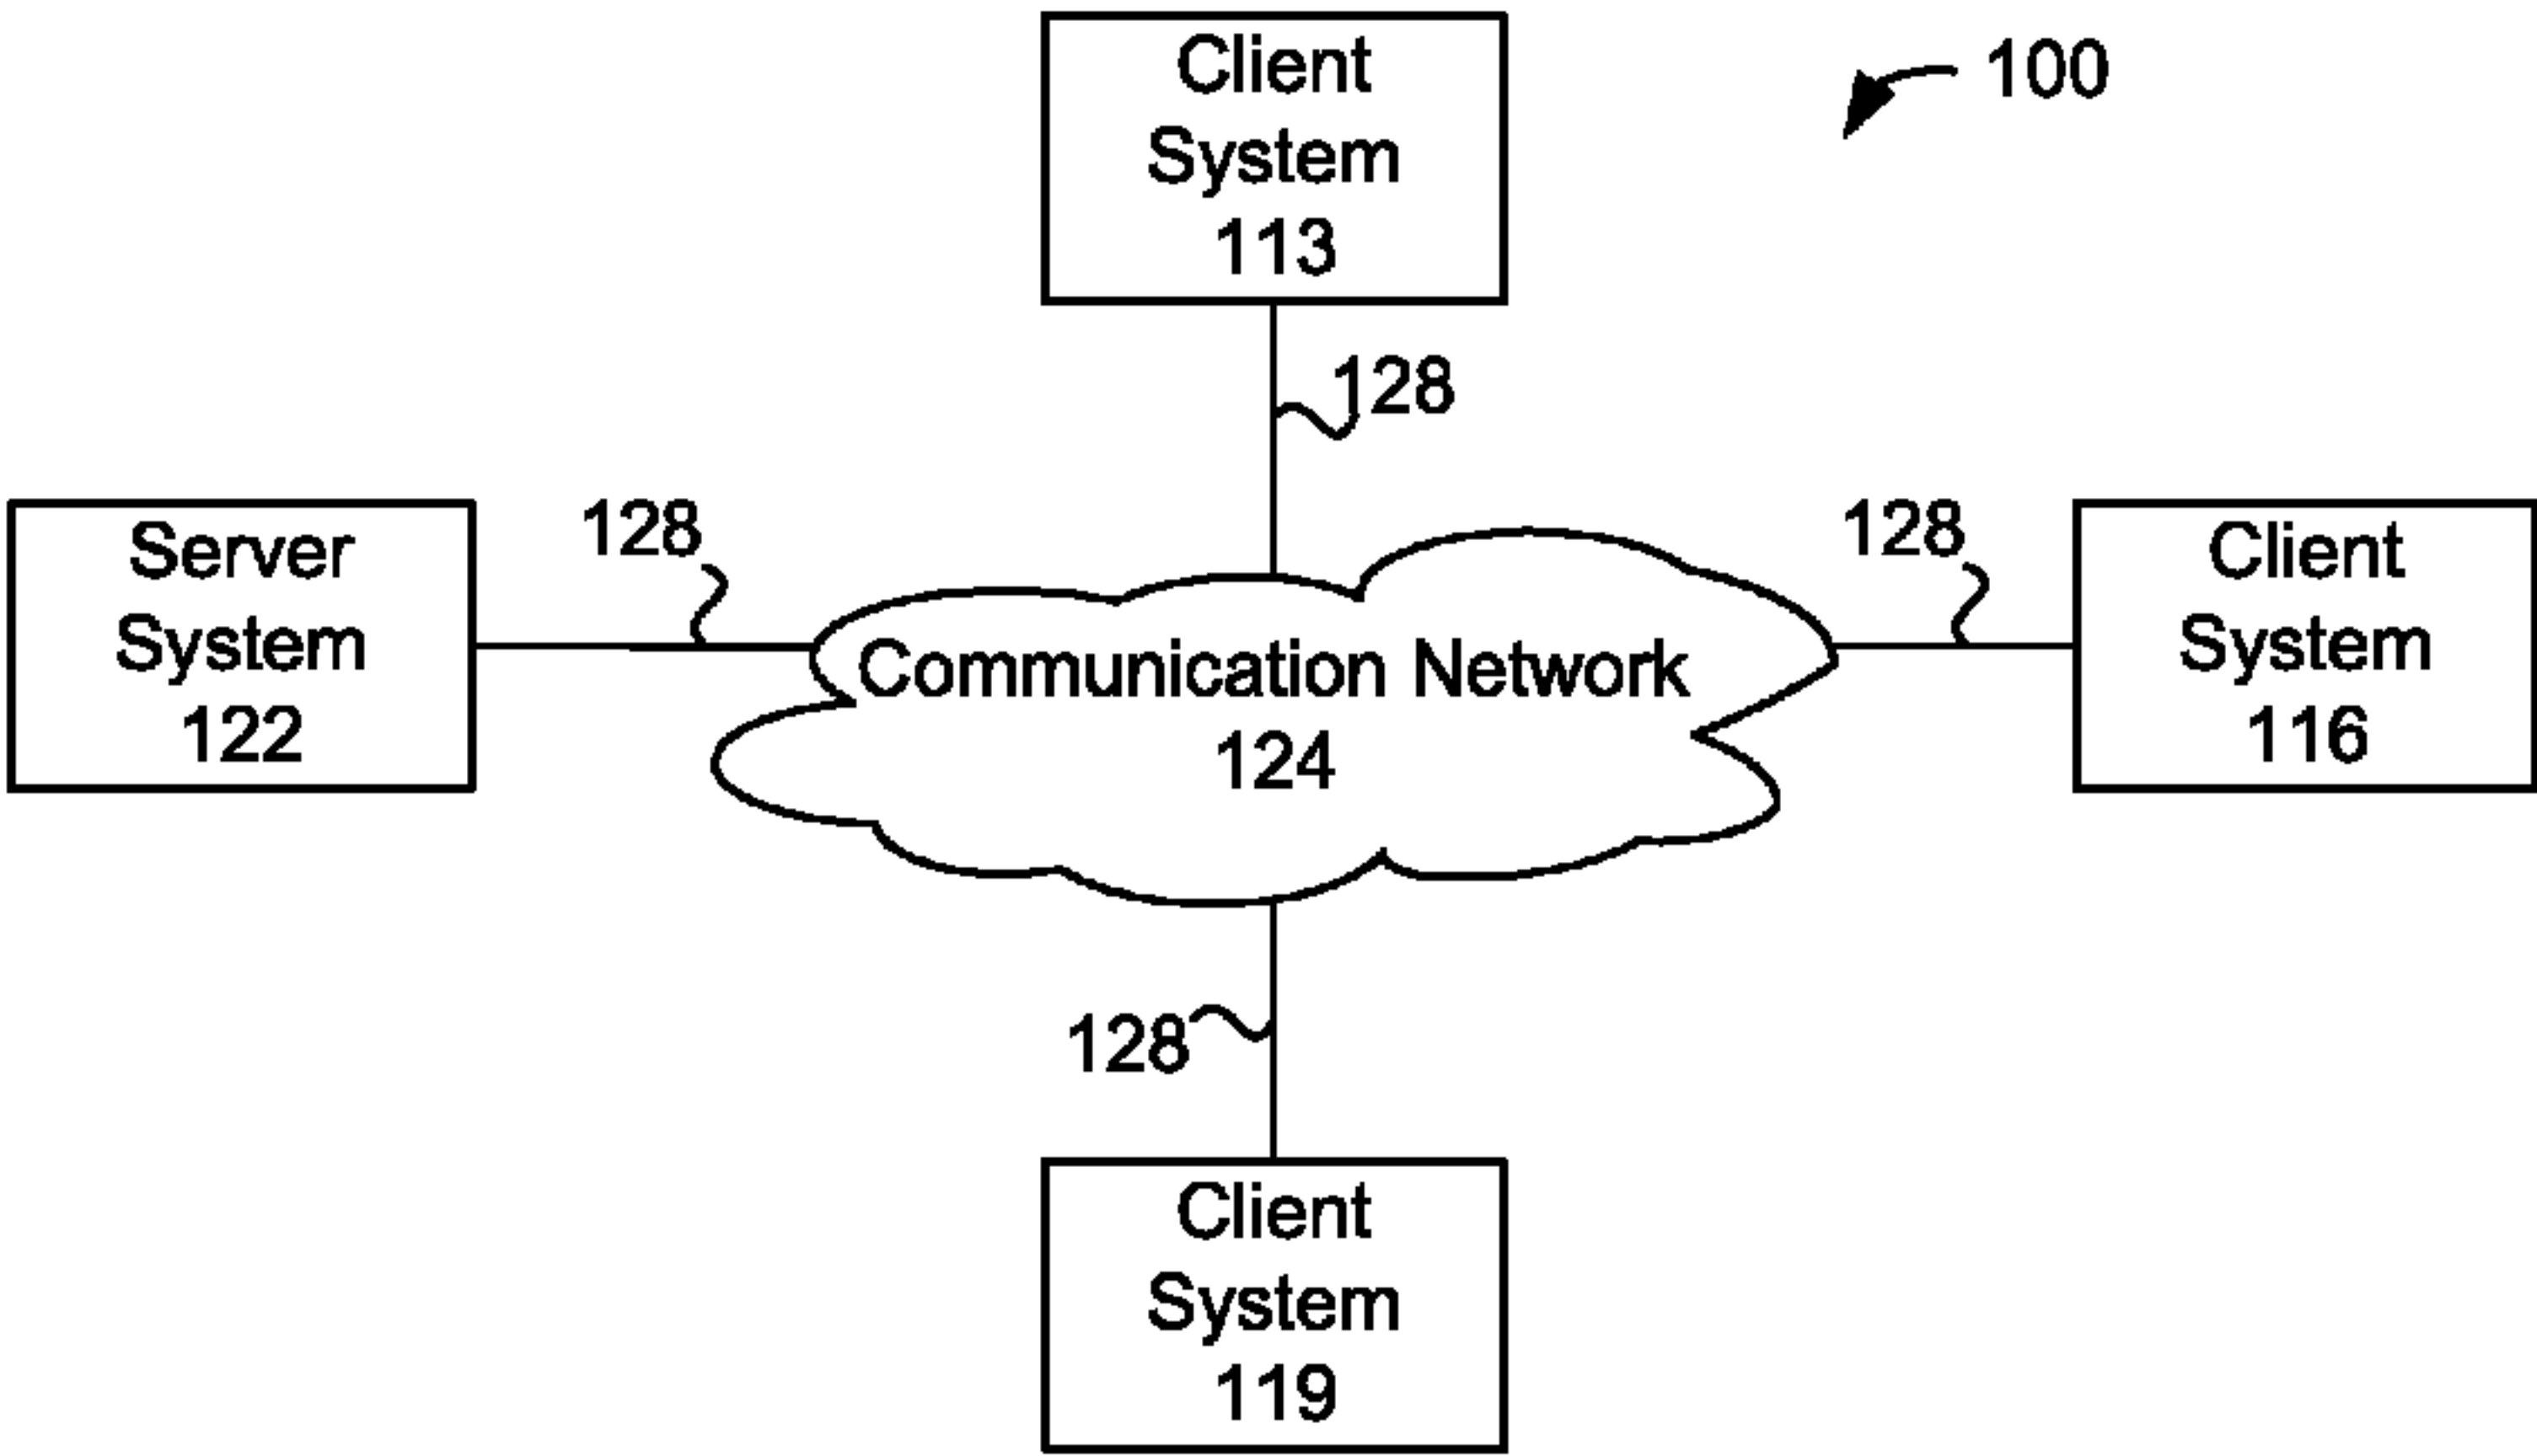 Client
System
113
100
128
Server
System
122
128
Communication Network
124
128
Client
System
116
128
Client
System
119